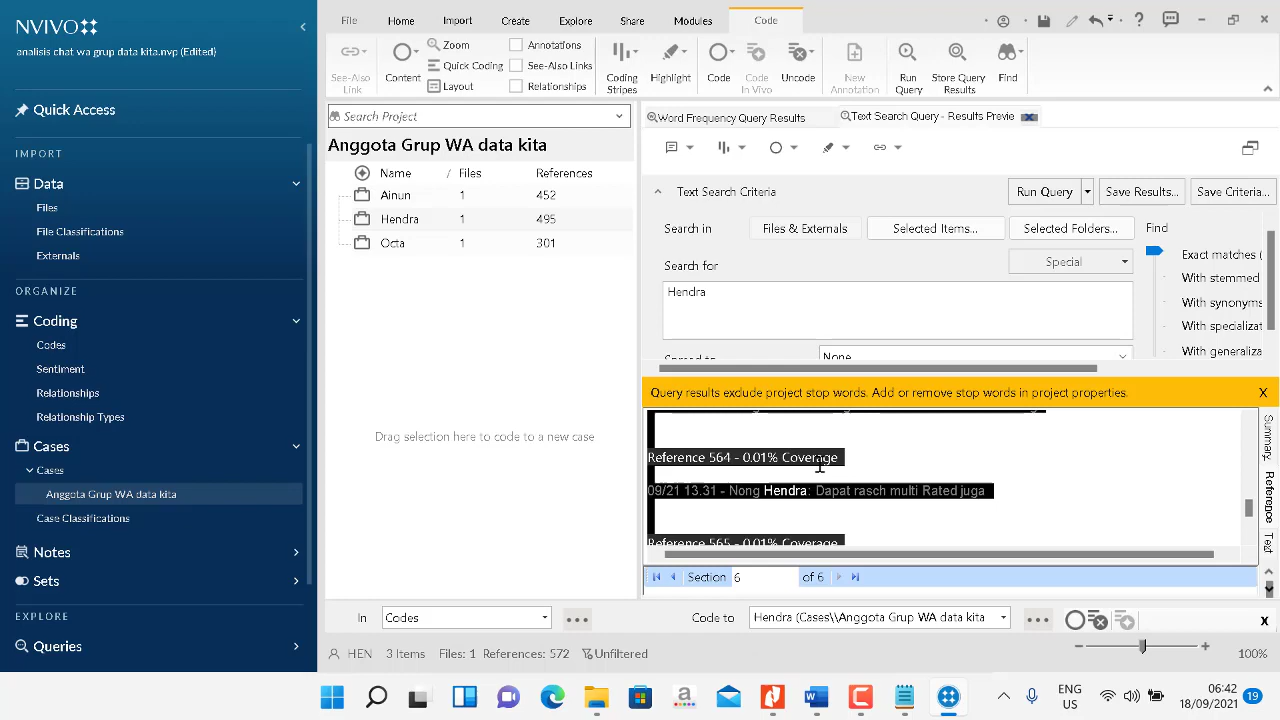 NVIVO
analisis chat wa grup data kita.nvp (Edited)
Quick Access
IMPORT
Data
Files
File Classifications
Externals
ORGANIZE
Coding
Codes
Sentiment
Relationships
Relationship Types
Cases
Cases
Anggota Grup WA data kita
Case Classifications
Notes
Sets
EXPLORE
Queries
File Home Import Create Explore Share Modules Code
See-Also Link
Content
Zoom
Quick Coding
Layout
Annotations
See-Also Links
Relationships
Coding Stripes
Highlight
Code
Code In Vivo
Uncode
New Annotation
Run Query
Store Query Results
Find
Search Project
Anggota Grup WA data kita
Name / Files References
Ainun 1 452
Hendra 1 495
Octa 1 301
Drag selection here to code to a new case
Word Frequency Query Results
Text Search Query - Results Previe
Text Search Criteria
Run Query
Save Results...
Save Criteria...
Search in
Files & Externals
Selected Items...
Selected Folders...
Find
Search for
Special
Hendra
Exact matches (
With stemmed
With synonyms
With specializat
With generaliza
Spread to None
Query results exclude project stop words. Add or remove stop words in project properties. X
Reference 564 - 0.01% Coverage
09/21 13.31 - Nong Hendra: Dapat rasch multi Rated juga
Reference 565 - 0.01% Coverage
Summary
Reference
Text
Section 6 of 6
In Codes
Code to Hendra (Cases\\Anggota Grup WA data kita
HEN 3 Items Files: 1 References: 572 Unfiltered
100%
ENG
US
06:42
18/09/2021
19